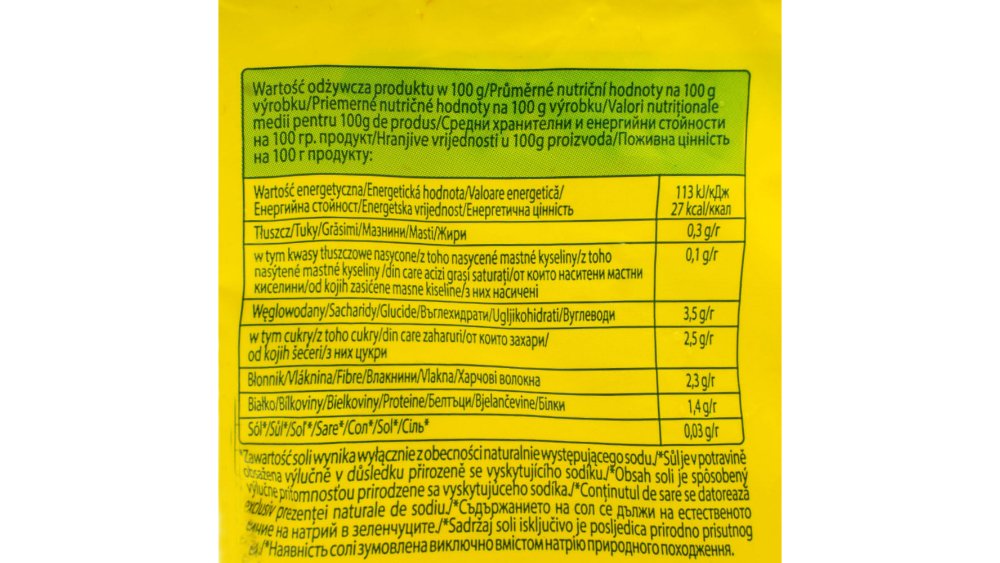 Wartość odżywcza produktu w 100 g/Průměrné nutriční hodnoty na 100 g
výrobku/Priemerné nutričné hodnoty na 100 g výrobku/Valori nutriționale
medii pentru 100g de produs/Средни хранителни и енергийни стойности
на 100 гр. продукт/Hranjive vrijednosti u 100g proizvoda/Поживна цінність
на 100 г продукту:
Wartość energetyczna/Energetická hodnota/Valoare energetică/
Енергийна стойност/Energetska vrijednost/Енергетична цінність
113 kJ/кДж
27 kcal/ккал
Tłuszcz/Tuky/Grăsimi/Мазнини/Masti/Жири
0,3 g/г
w tym kwasy tłuszczowe nasycone/z toho nasycené mastné kyseliny/z toho
nasýtené mastné kyseliny /din care acizi grași saturați/от които наситени мастни
киселини/od kojih zasićene masne kiseline/з них насичені
0,1 g/г
Węglowodany/Sacharidy/Glucide/Въглехидрати/Ugljikohidrati/Вуглеводи
3,5 g/г
w tym cukry/z toho cukry/din care zaharuri/от които захари/
od kojih šećeri/з них цукри
2,5 g/г
Błonnik/Vláknina/Fibre/Влакнини/Vlakna/Харчові волокна
2,3 g/г
Białko/Bílkoviny/Bielkoviny/Proteine/Белтъци/Bjelančevine/Білки
1,4 g/г
Sól*/Sůl*/Soľ*/Sare*/Сол*/Sol*/Сіль*
0,03 g/г
*Zawartość soli wynika wyłącznie z obecności naturalnie występującego sodu./*Sůl je v potravině
obsažena výlučně v důsledku přirozeně se vyskytujícího sodíku./*Obsah soli je spôsobený
výlučne prítomnosťou prirodzene sa vyskytujúceho sodíka./*Conținutul de sare se datorează
exclusiv prezenței naturale de sodiu./*Съдържанието на сол се дължи на естественото
на натрий в зеленчуците./*Sadržaj soli isključivo je posljedica prirodno prisutnog
/*Наявність солі зумовлена виключно вмістом натрію природного походження.